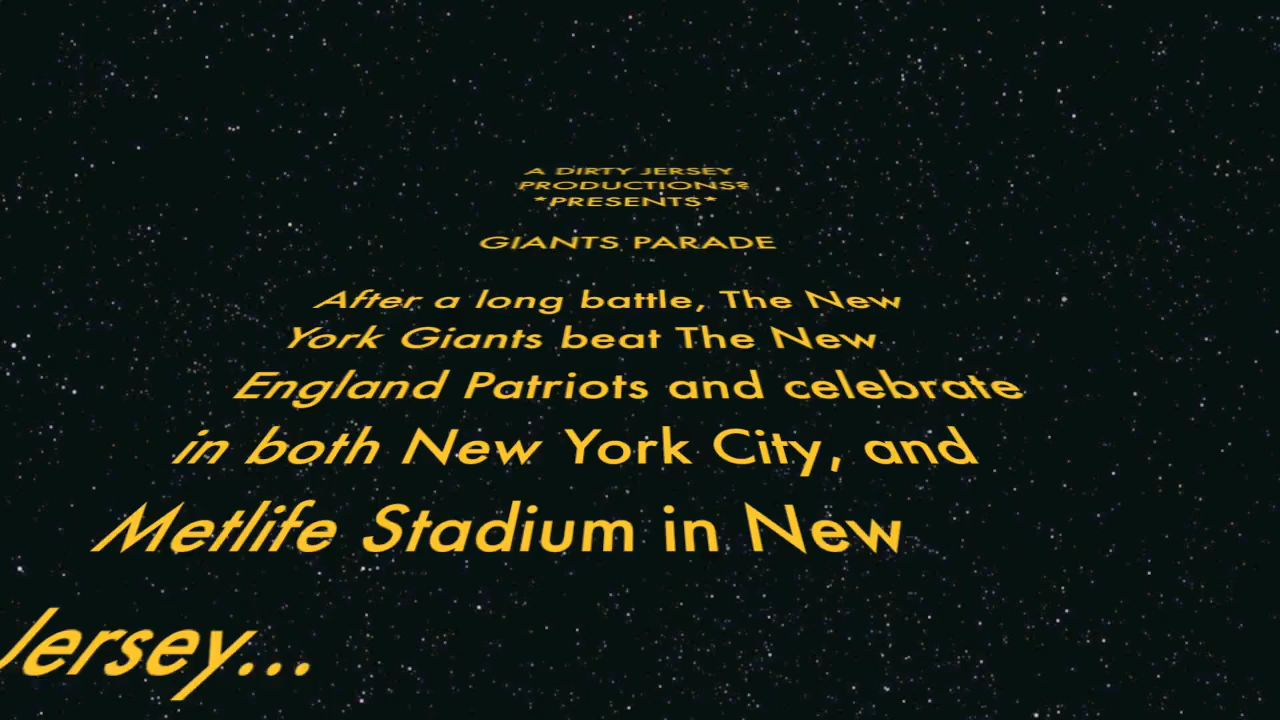 A DIRTY JERSEY
PRODUCTIONS?
*PRESENTS*
GIANTS PARADE
After a long battle, The New
York Giants beat The New
England Patriots and celebrate
in both New York City, and
Metlife Stadium in New
Jersey...